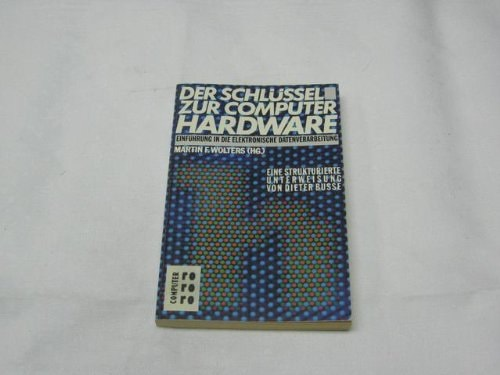 DER SCHLÜSSEL
ZUR COMPUTER
HARDWARE
EINFÜHRUNG IN DIE ELEKTRONISCHE DATENVERARBEITUNG
MARTIN F. WOLTERS (HG.)
EINE STRUKTURIERTE
UNTERWEISUNG
VON DIETER BUSSE
COMPUTER
ro
ro
ro